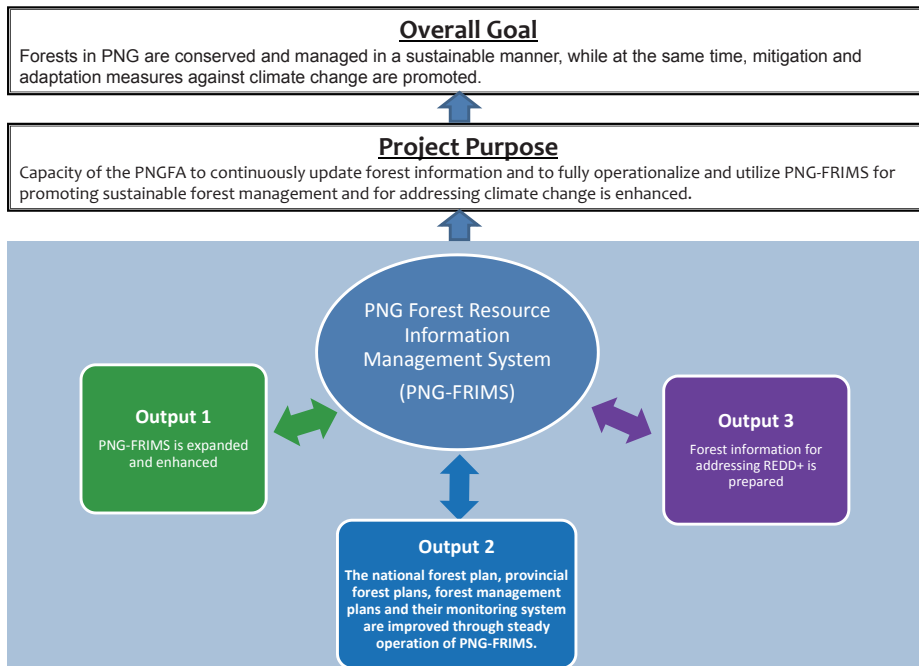 Overall Goal
Forests in PNG are conserved and managed in a sustainable manner, while at the same time, mitigation and
adaptation measures against climate change are promoted.
Project Purpose
Capacity of the PNGFA to continuously update forest information and to fully operationalize and utilize PNG-FRIMS for
promoting sustainable forest management and for addressing climate change is enhanced.
PNG Forest Resource
Information
Management System
(PNG-FRIMS)
Output 1
PNG-FRIMS is expanded
and enhanced
Output 2
The national forest plan, provincial
forest plans, forest management
plans and their monitoring system
are improved through steady
operation of PNG-FRIMS.
Output 3
Forest information for
addressing REDD+ is
prepared